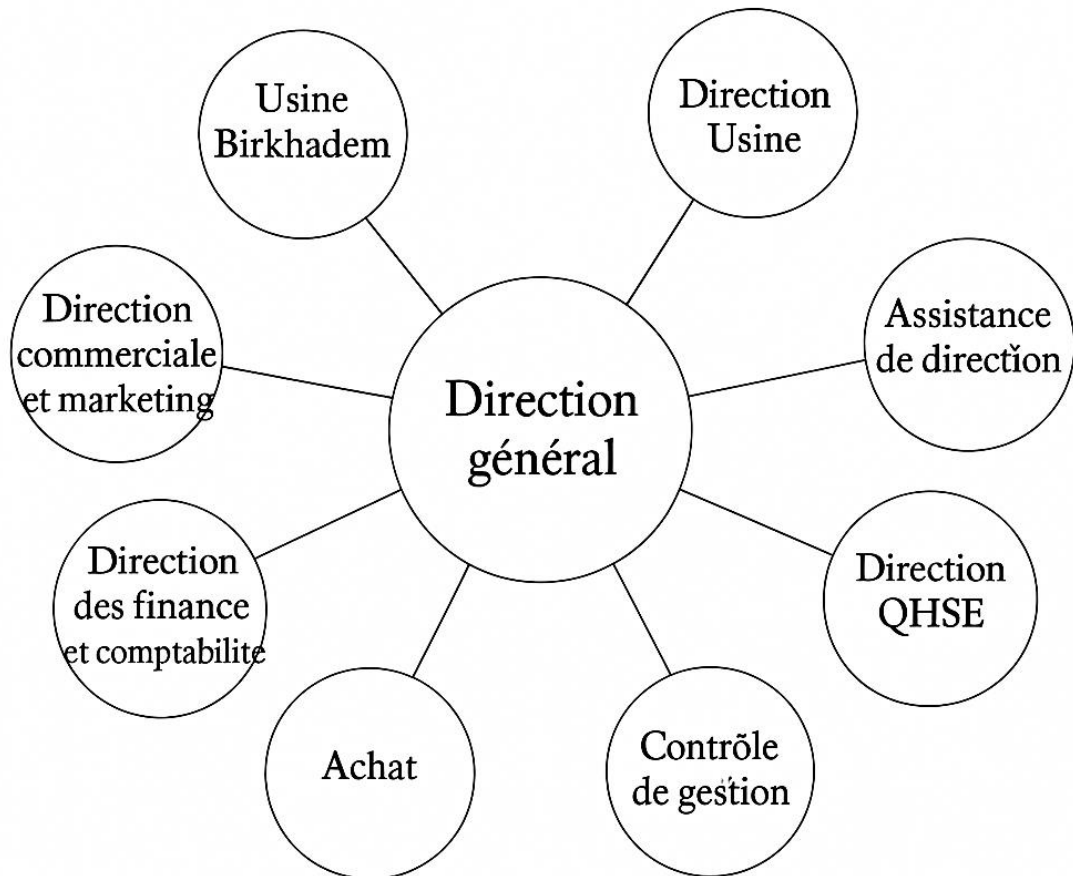 Usine
Birkhadem
Direction
Usine
Direction
commerciale
et marketing
Assistance
de direction
Direction
général
Direction
des finance
et comptabilite
Direction
QHSE
Achat
Contrõle
de gestion